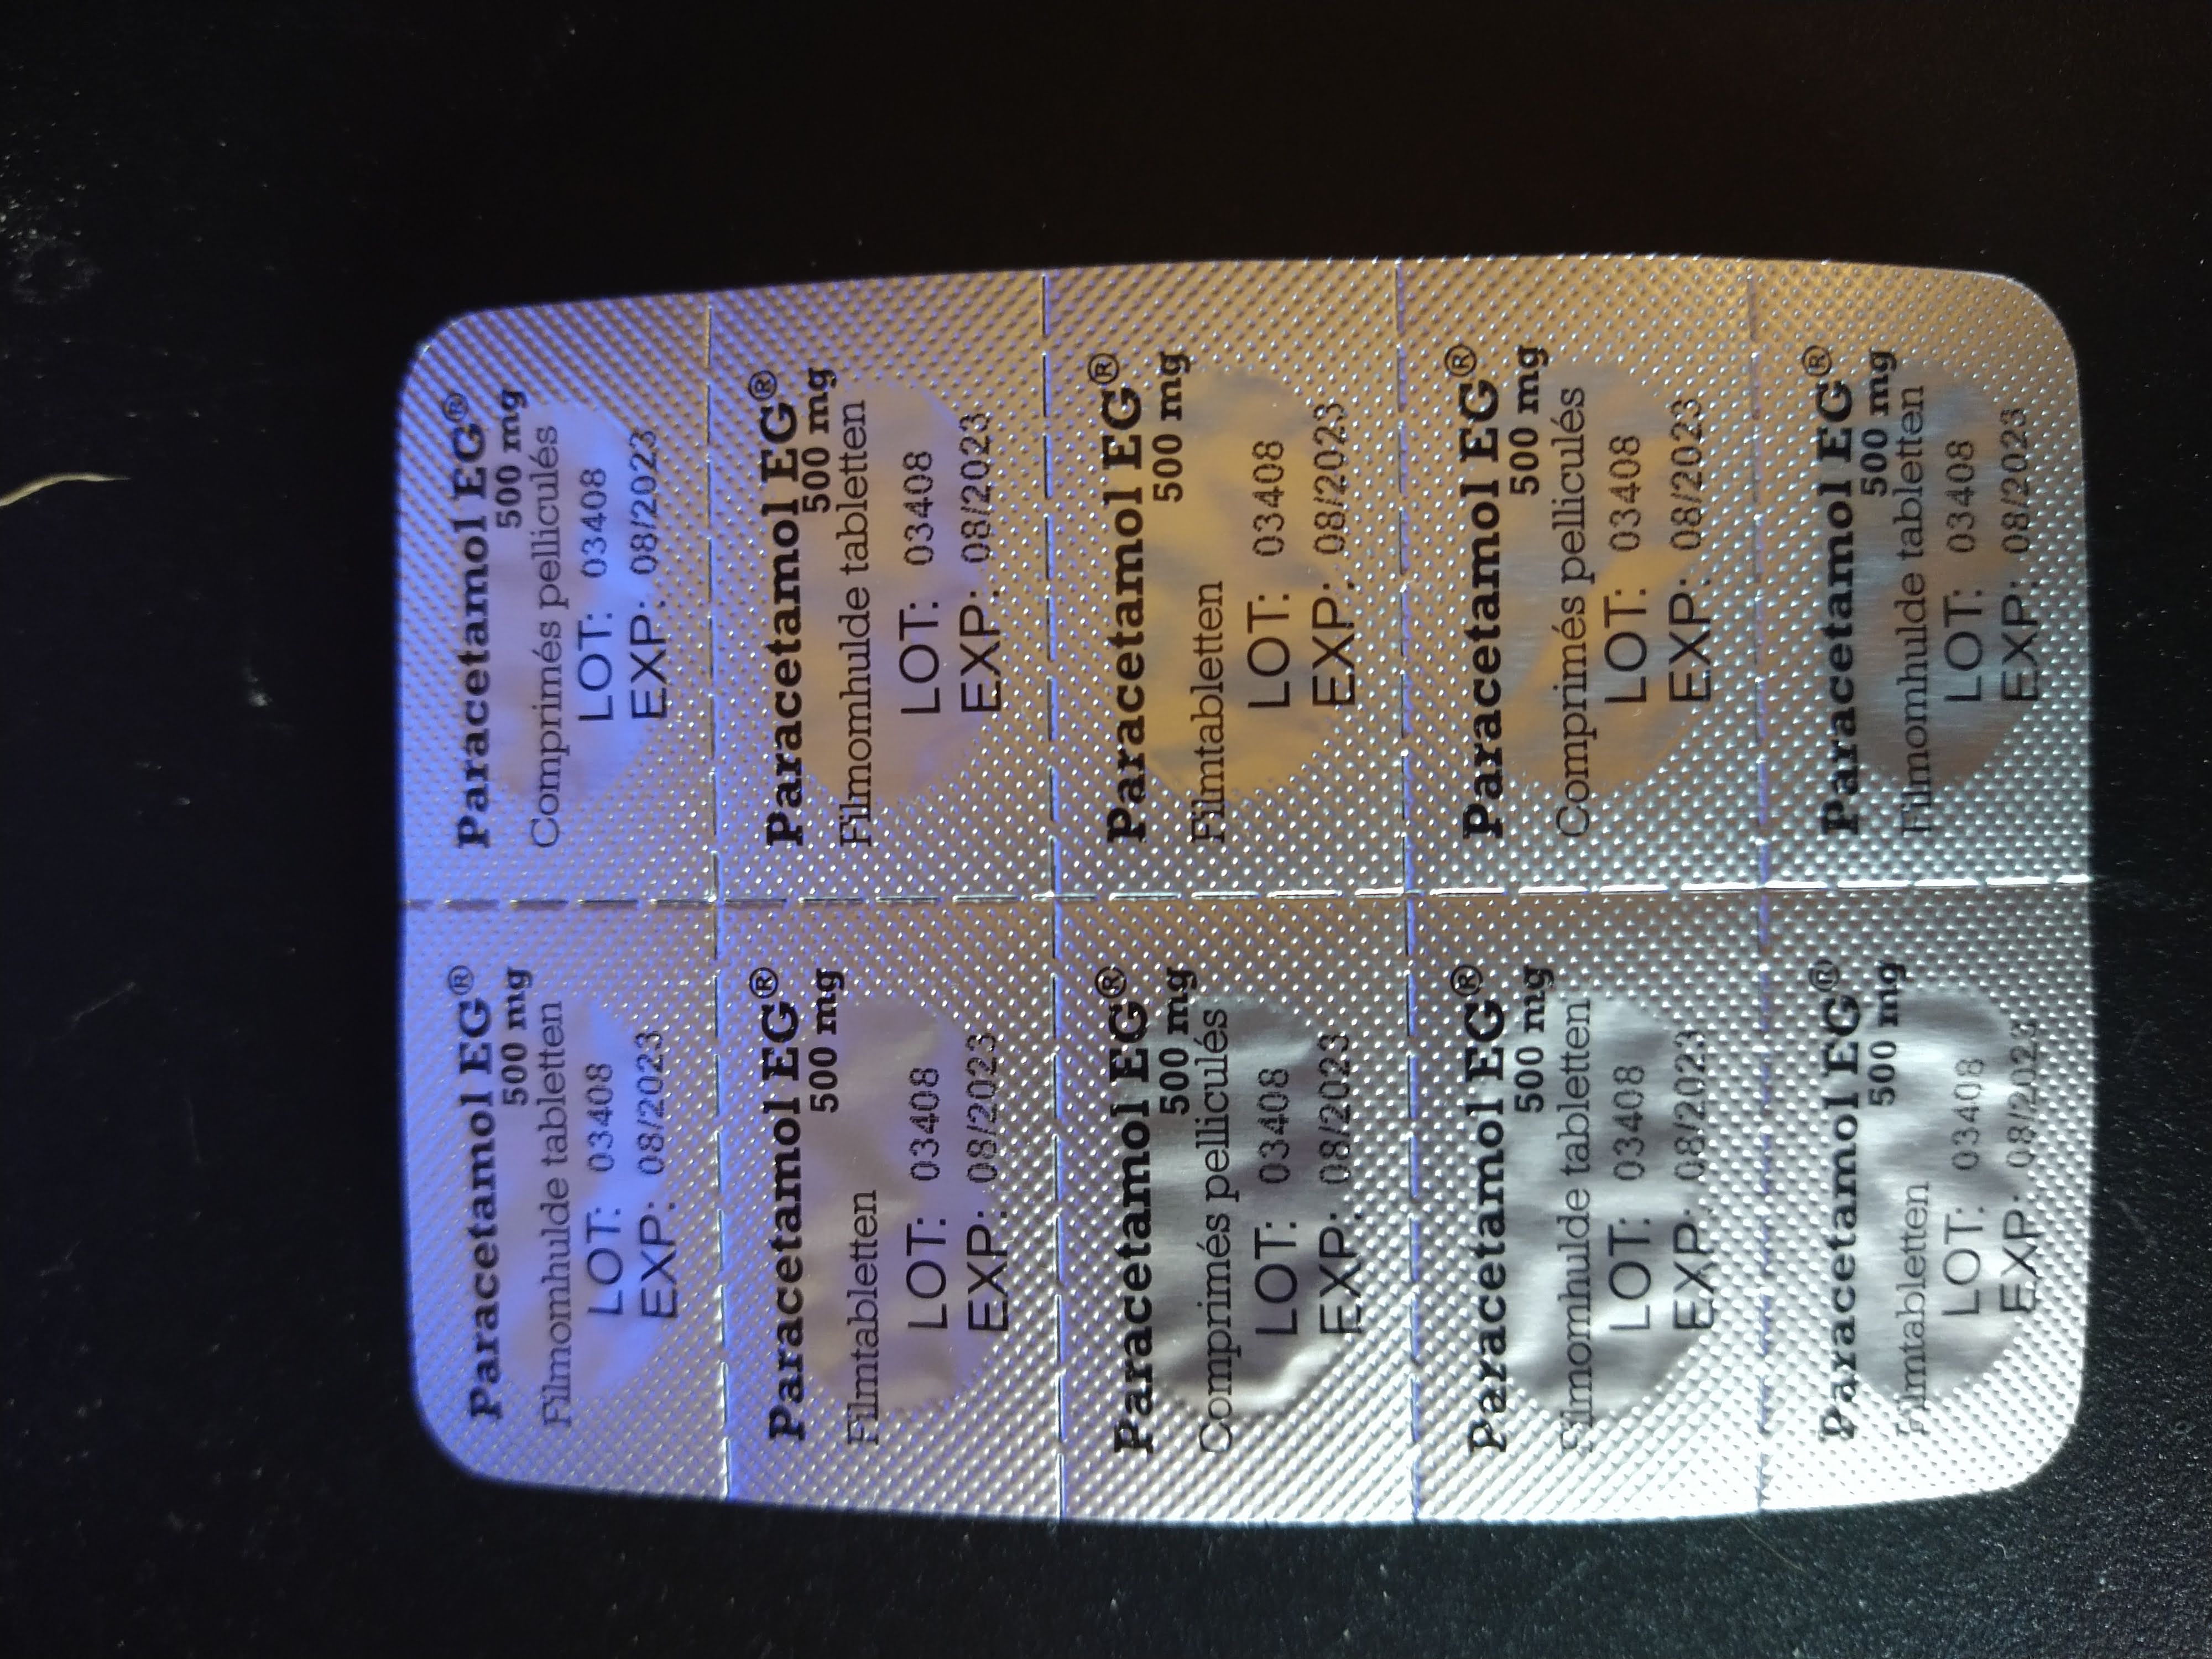 Paracetamol EG®
500 mg
Filmomhulde tabletten
LOT: 03408
EXP: 08/2023
Paracetamol EG®
500 mg
Comprimés pelliculés
LOT: 03408
EXP: 08/2023
Paracetamol EG®
500 mg
Filmtabletten
LOT: 03408
EXP: 08/2023
Paracetamol EG®
500 mg
Filmomhulde tabletten
LOT: 03408
EXP: 08/2023
Paracetamol EG®
500 mg
Comprimés pelliculés
LOT: 03408
EXP: 08/2023
Paracetamol EG®
500 mg
Filmtabletten
LOT: 03408
EXP: 08/2023
Paracetamol EG®
500 mg
Filmomhulde tabletten
LOT: 03408
EXP: 08/2023
Paracetamol EG®
500 mg
Comprimés pelliculés
LOT: 03408
EXP: 08/2023
Paracetamol EG®
500 mg
Filmtabletten
LOT: 03408
EXP: 08/2023
Paracetamol EG®
500 mg
Filmomhulde tabletten
LOT: 03408
EXP: 08/2023